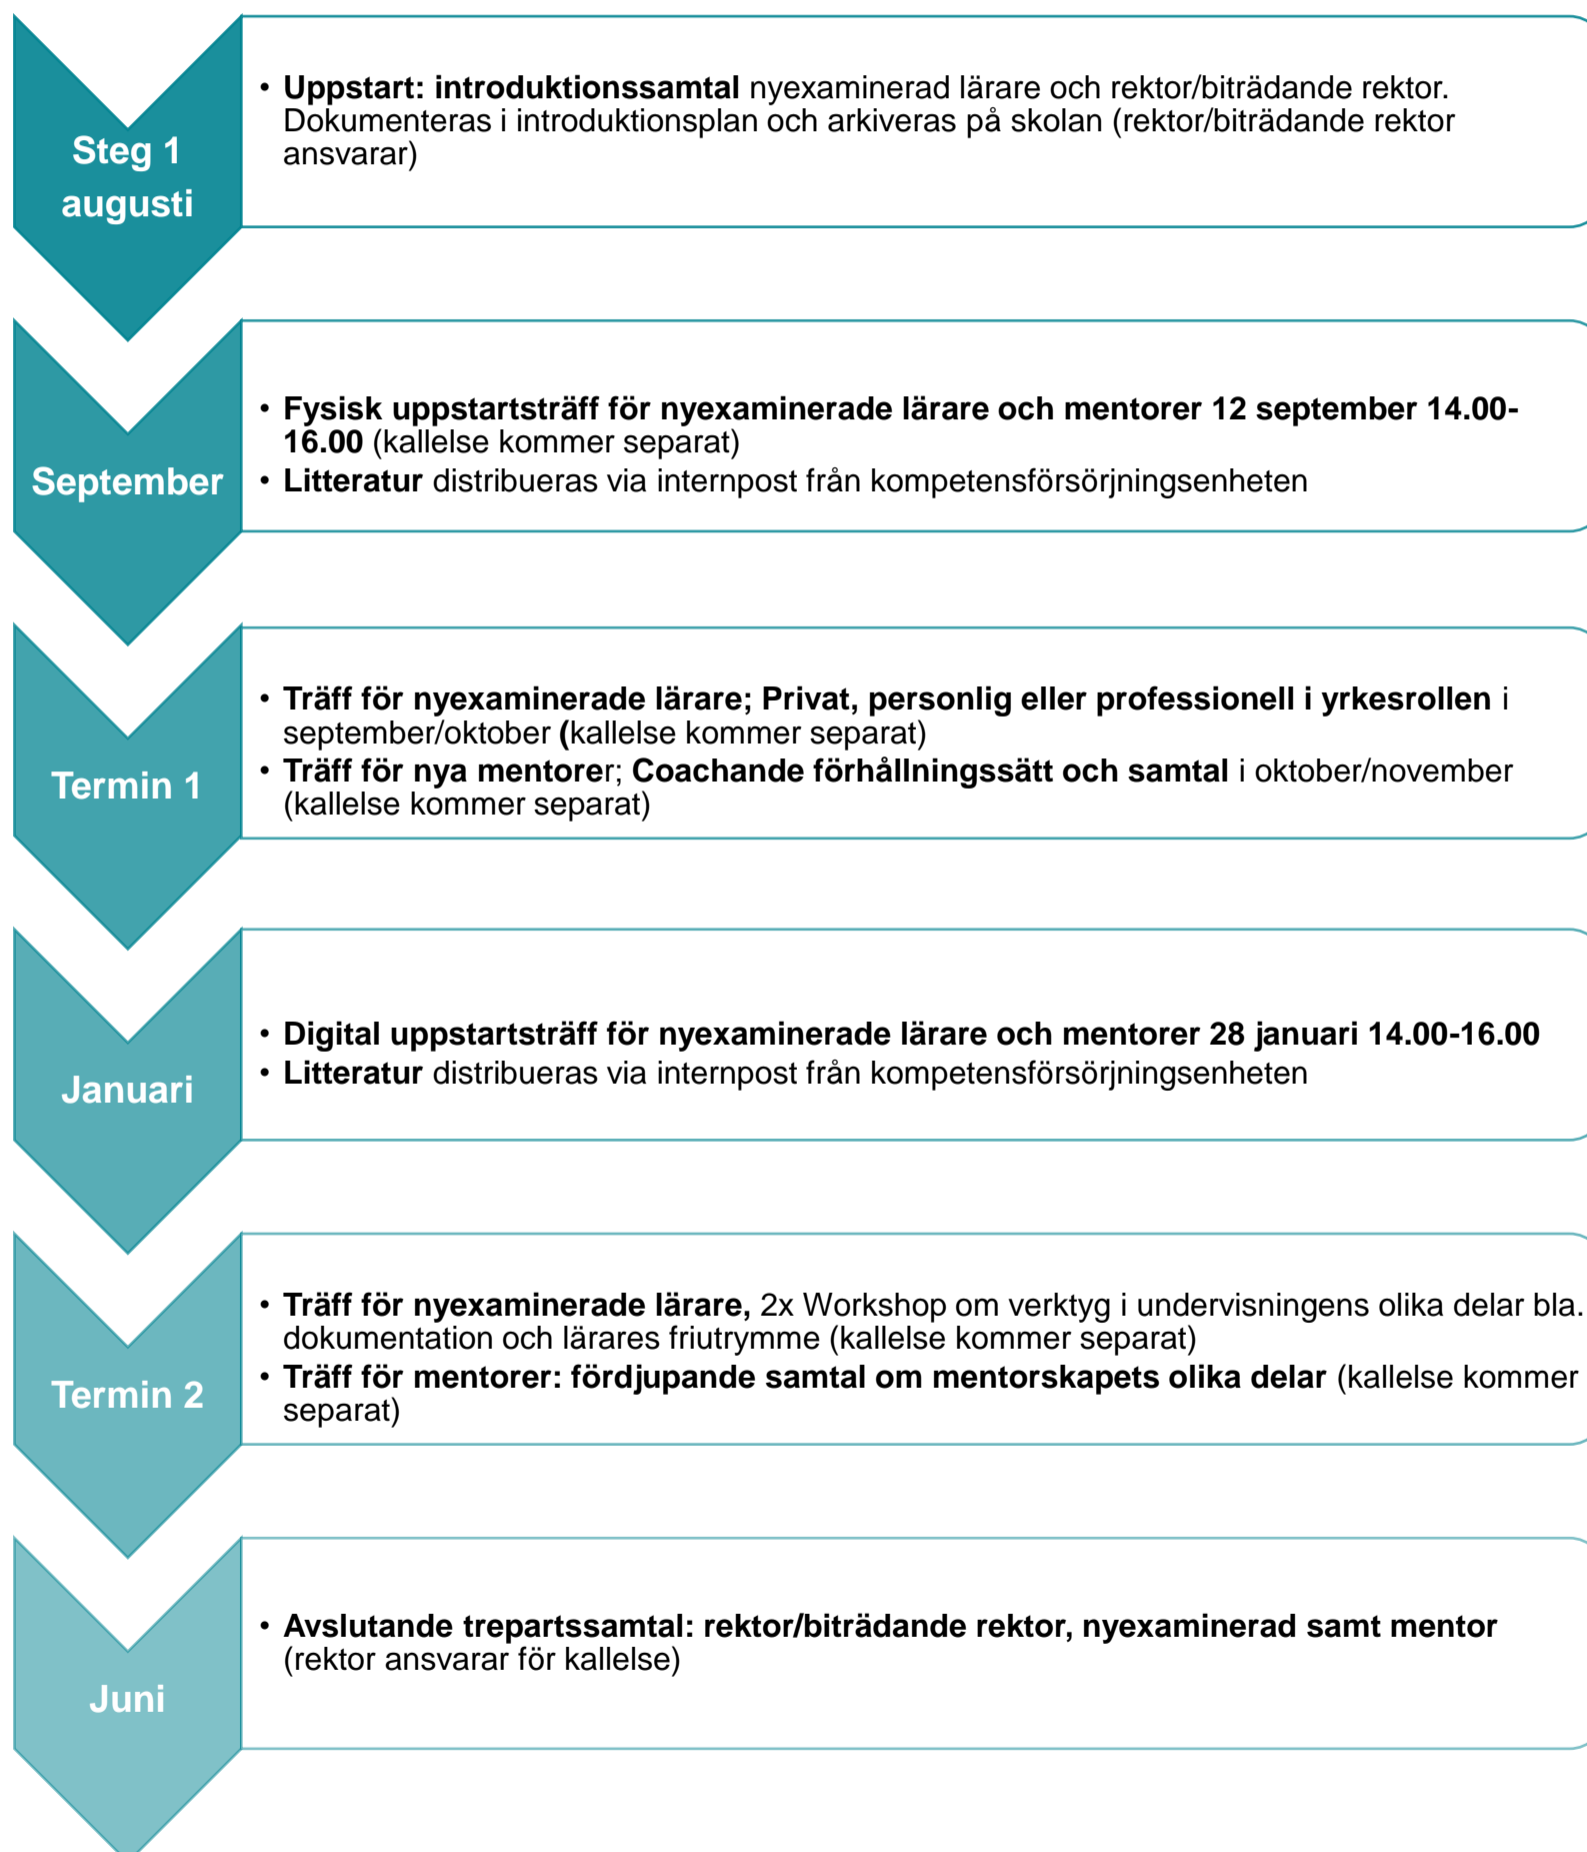 Steg 1
augusti
• Uppstart: introduktionssamtal nyexaminerad lärare och rektor/biträdande rektor.
Dokumenteras i introduktionsplan och arkiveras på skolan (rektor/biträdande rektor
ansvarar)
September
• Fysisk uppstartsträff för nyexaminerade lärare och mentorer 12 september 14.00-
16.00 (kallelse kommer separat)
• Litteratur distribueras via internpost från kompetensförsörjningsenheten
Termin 1
• Träff för nyexaminerade lärare; Privat, personlig eller professionell i yrkesrollen i
september/oktober (kallelse kommer separat)
• Träff för nya mentorer; Coachande förhållningssätt och samtal i oktober/november
(kallelse kommer separat)
Januari
• Digital uppstartsträff för nyexaminerade lärare och mentorer 28 januari 14.00-16.00
• Litteratur distribueras via internpost från kompetensförsörjningsenheten
Termin 2
• Träff för nyexaminerade lärare, 2x Workshop om verktyg i undervisningens olika delar bla.
dokumentation och lärares friutrymme (kallelse kommer separat)
• Träff för mentorer: fördjupande samtal om mentorskapets olika delar (kallelse kommer
separat)
Juni
• Avslutande trepartssamtal: rektor/biträdande rektor, nyexaminerad samt mentor
(rektor ansvarar för kallelse)